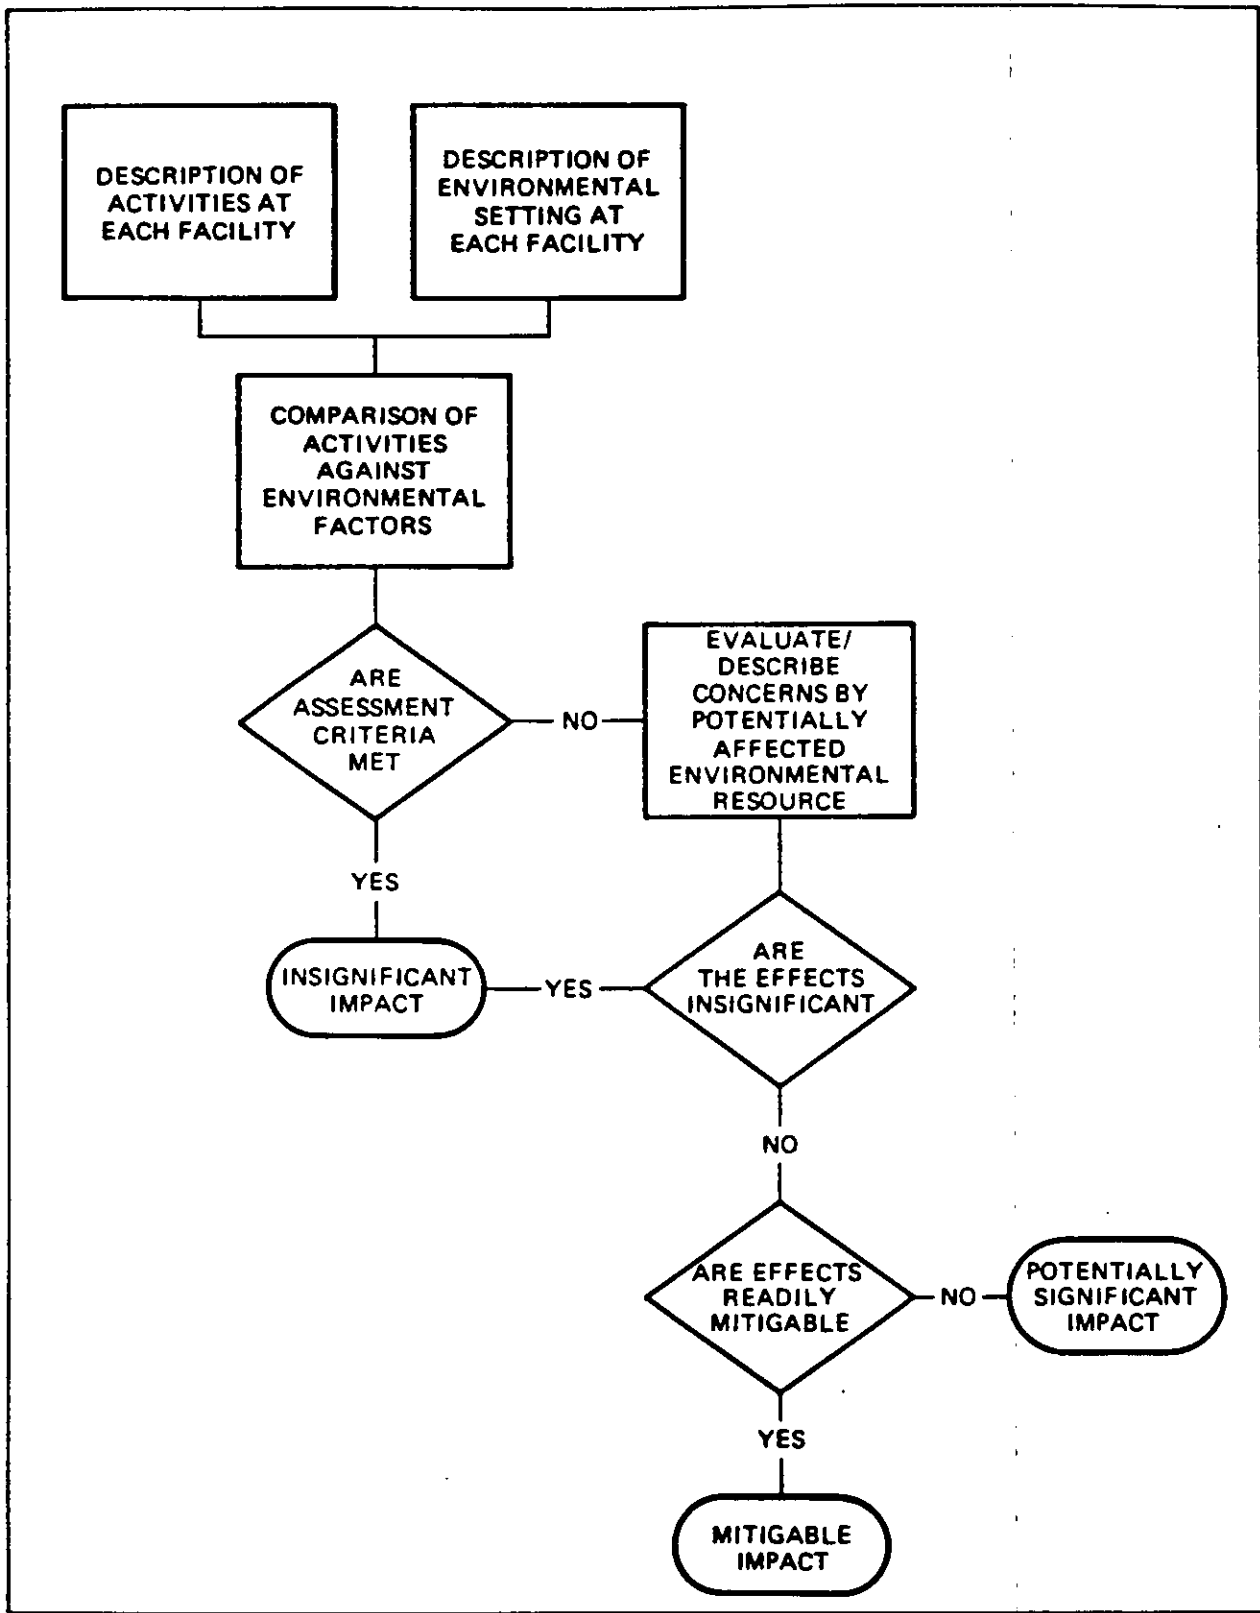 DESCRIPTION OF
ACTIVITIES AT
EACH FACILITY
DESCRIPTION OF
ENVIRONMENTAL
SETTING AT
EACH FACILITY
COMPARISON OF
ACTIVITIES
AGAINST
ENVIRONMENTAL
FACTORS
ARE
ASSESSMENT
CRITERIA
MET
NO
EVALUATE/
DESCRIBE
CONCERNS BY
POTENTIALLY
AFFECTED
ENVIRONMENTAL
RESOURCE
YES
INSIGNIFICANT
IMPACT
YES
ARE
THE EFFECTS
INSIGNIFICANT
NO
ARE EFFECTS
READILY
MITIGABLE
NO
POTENTIALLY
SIGNIFICANT
IMPACT
YES
MITIGABLE
IMPACT